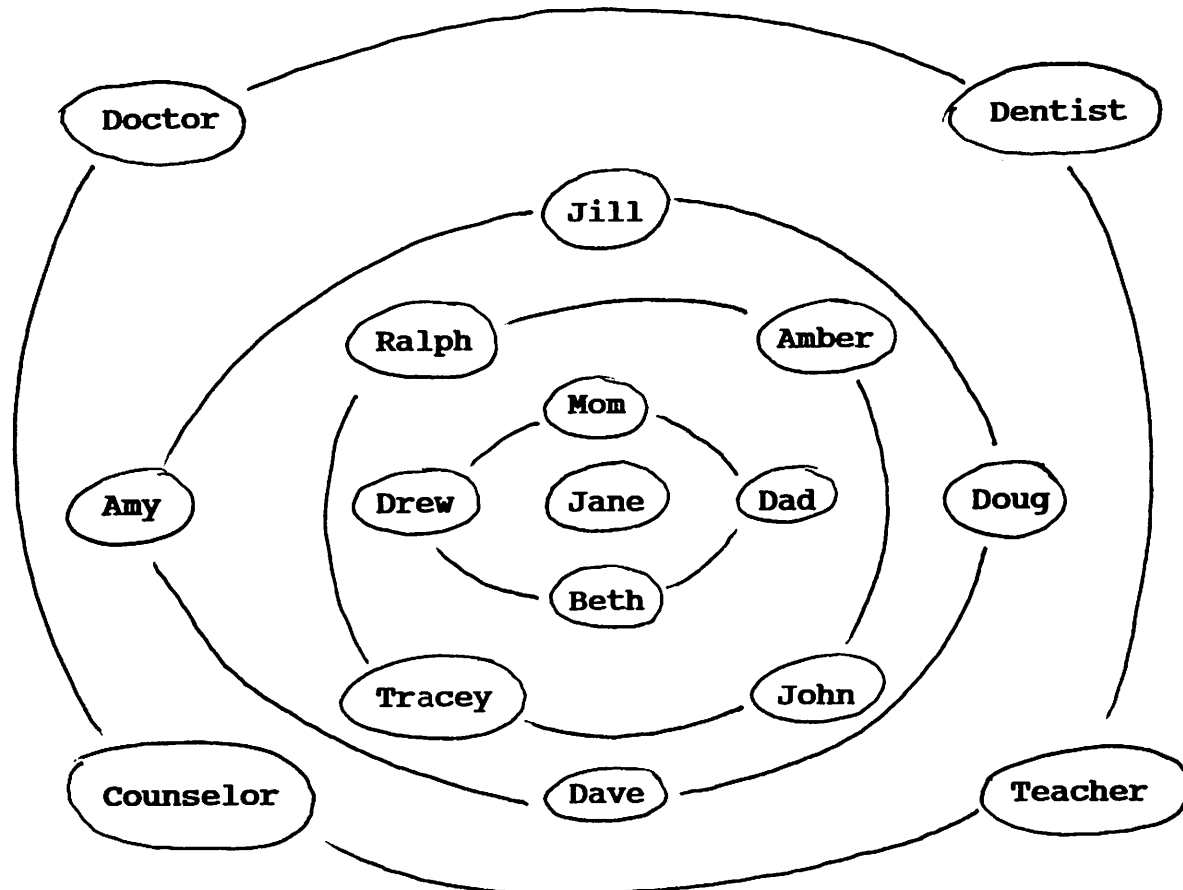 Doctor
Dentist
Jill
Ralph
Amber
Mom
Amy
Drew
Jane
Dad
Doug
Beth
Tracey
John
Counselor
Dave
Teacher